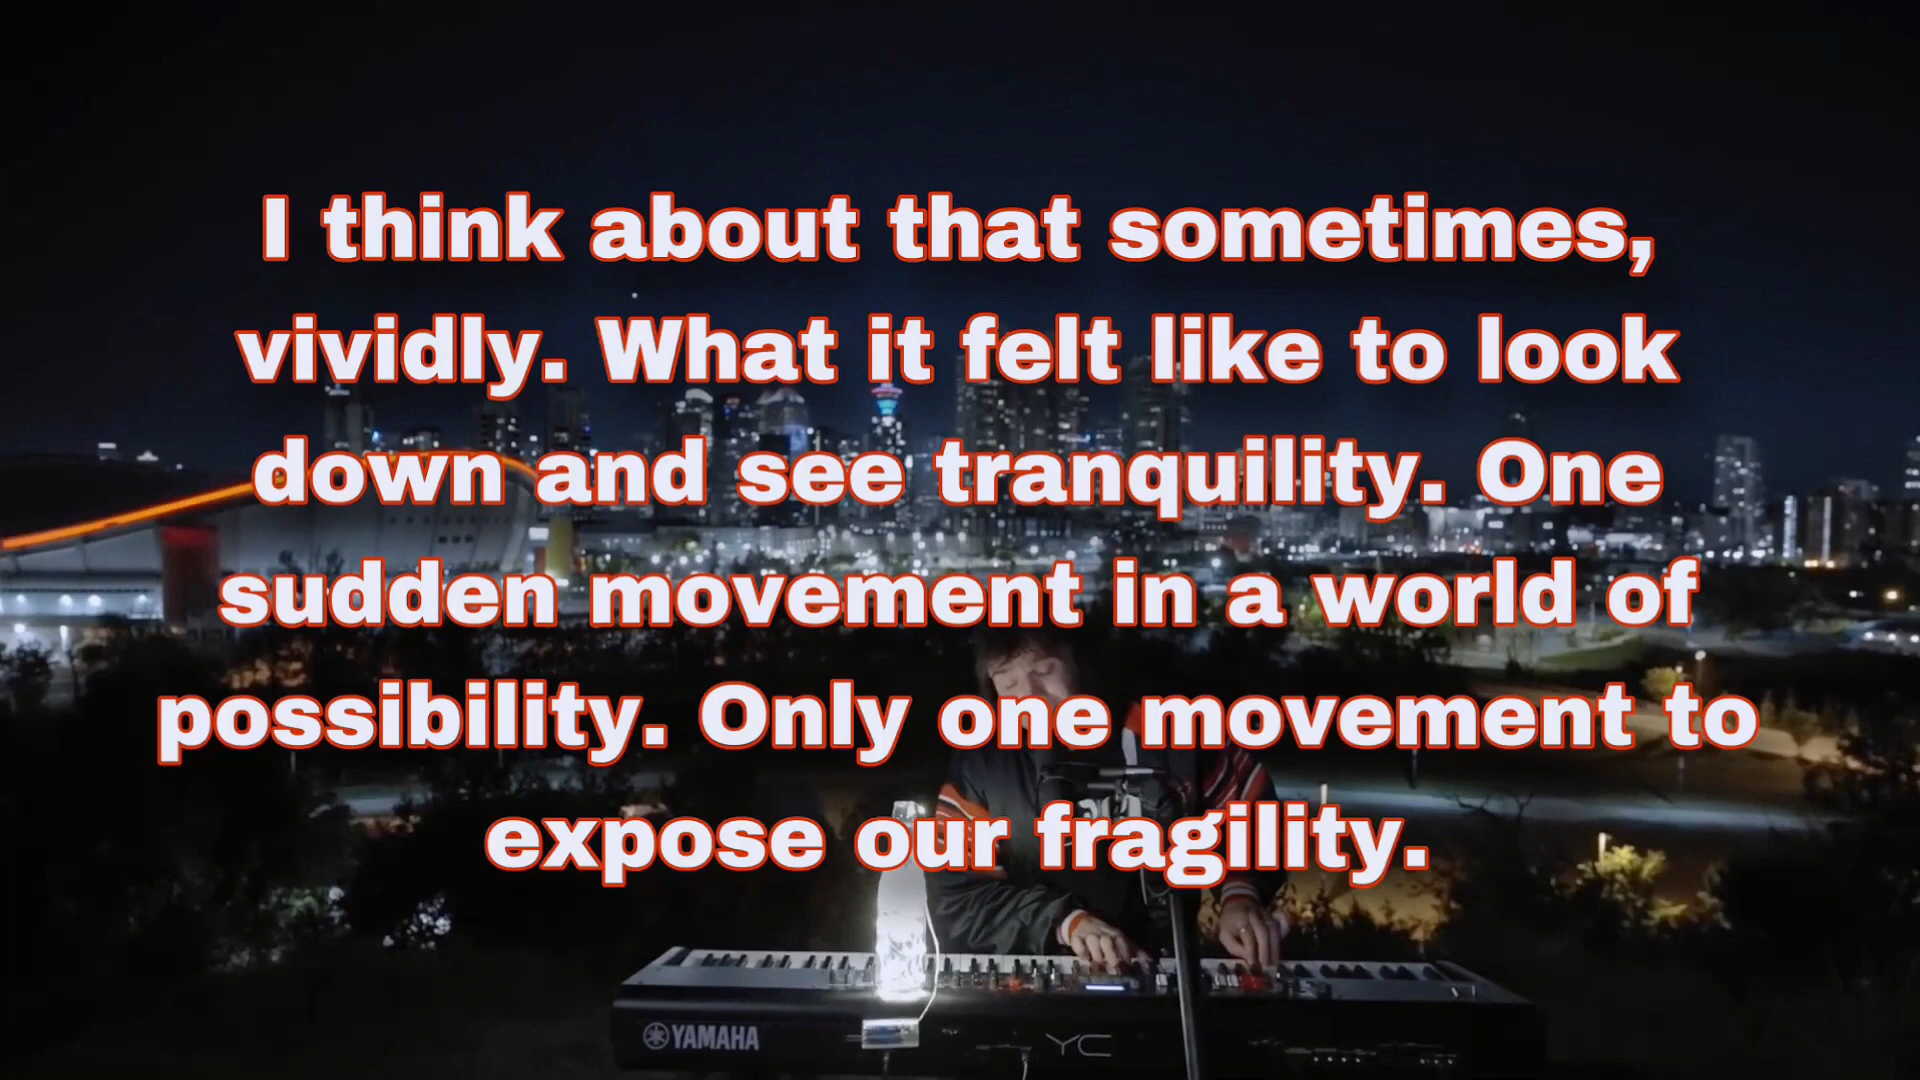 I think about that sometimes,
vividly. What it felt like to look
down and see tranquility. One
sudden movement in a world of
possibility. Only one movement to
expose our fragility.
YAMAHA
YC